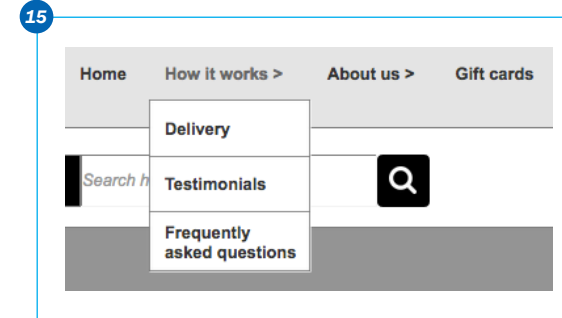 15
Home How it works > About us > Gift cards
Delivery
Search h
Testimonials
Frequently
asked questions